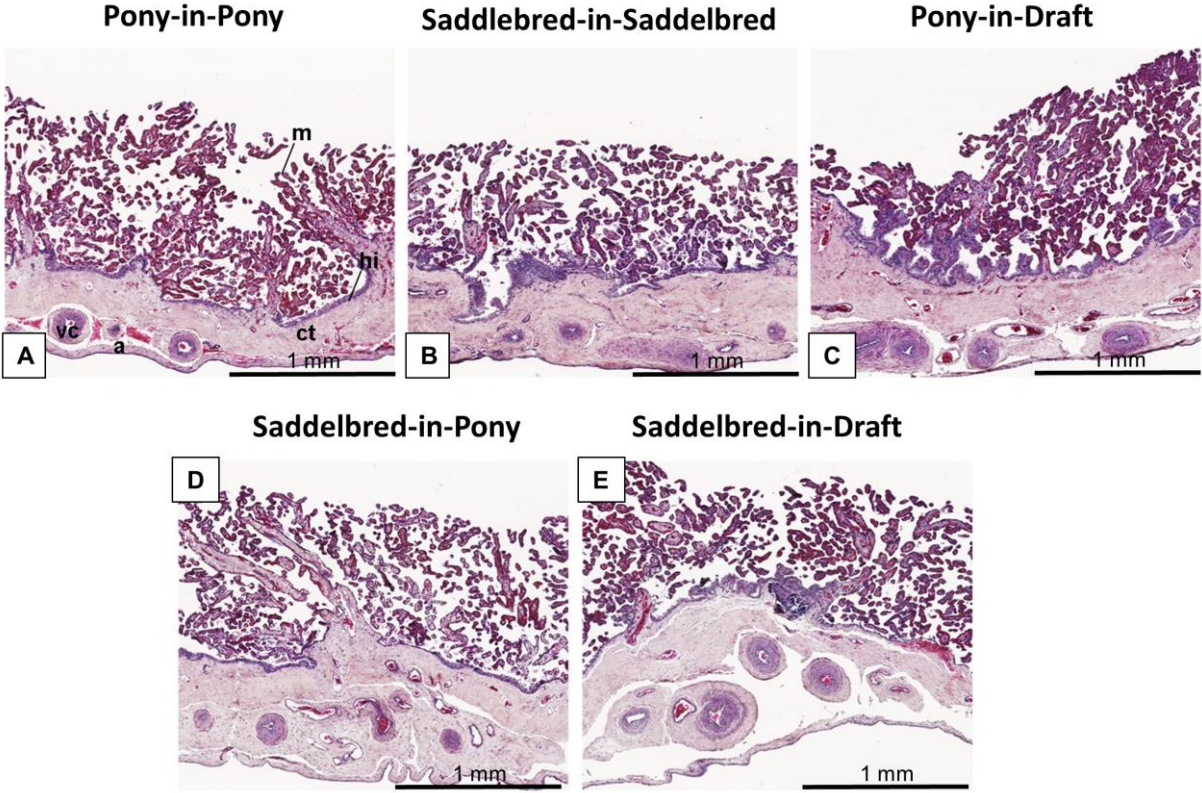 Pony-in-Pony
Saddlebred-in-Saddelbred
Pony-in-Draft
m
hi
vc
a
ct
A
1 mm
B
1 mm
C
1 mm
Saddelbred-in-Pony
Saddelbred-in-Draft
D
E
1 mm
1 mm